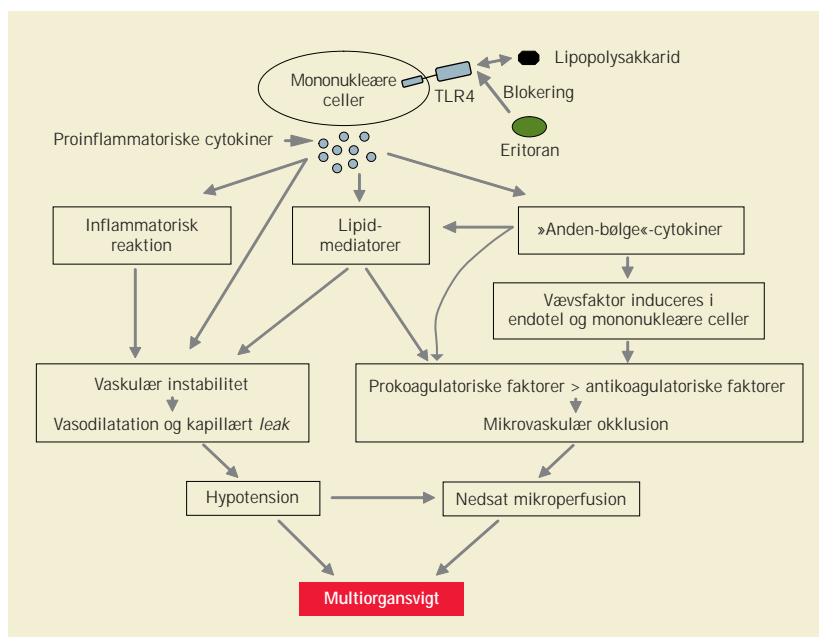 Lipopolysakkarid
Mononukleære
celler
TLR4
Blokering
Eritoran
Proinflammatoriske cytokiner
Inflammatorisk
reaktion
Lipid-
mediatorer
»Anden-bølge«-cytokiner
Vævsfaktor induceres i
endotel og mononukleære celler
Vaskulær instabilitet
Vasodilatation og kapillært leak
Prokoagulatoriske faktorer > antikoagulatoriske faktorer
Mikrovaskulær okklusion
Hypotension
Nedsat mikroperfusion
Multiorgansvigt